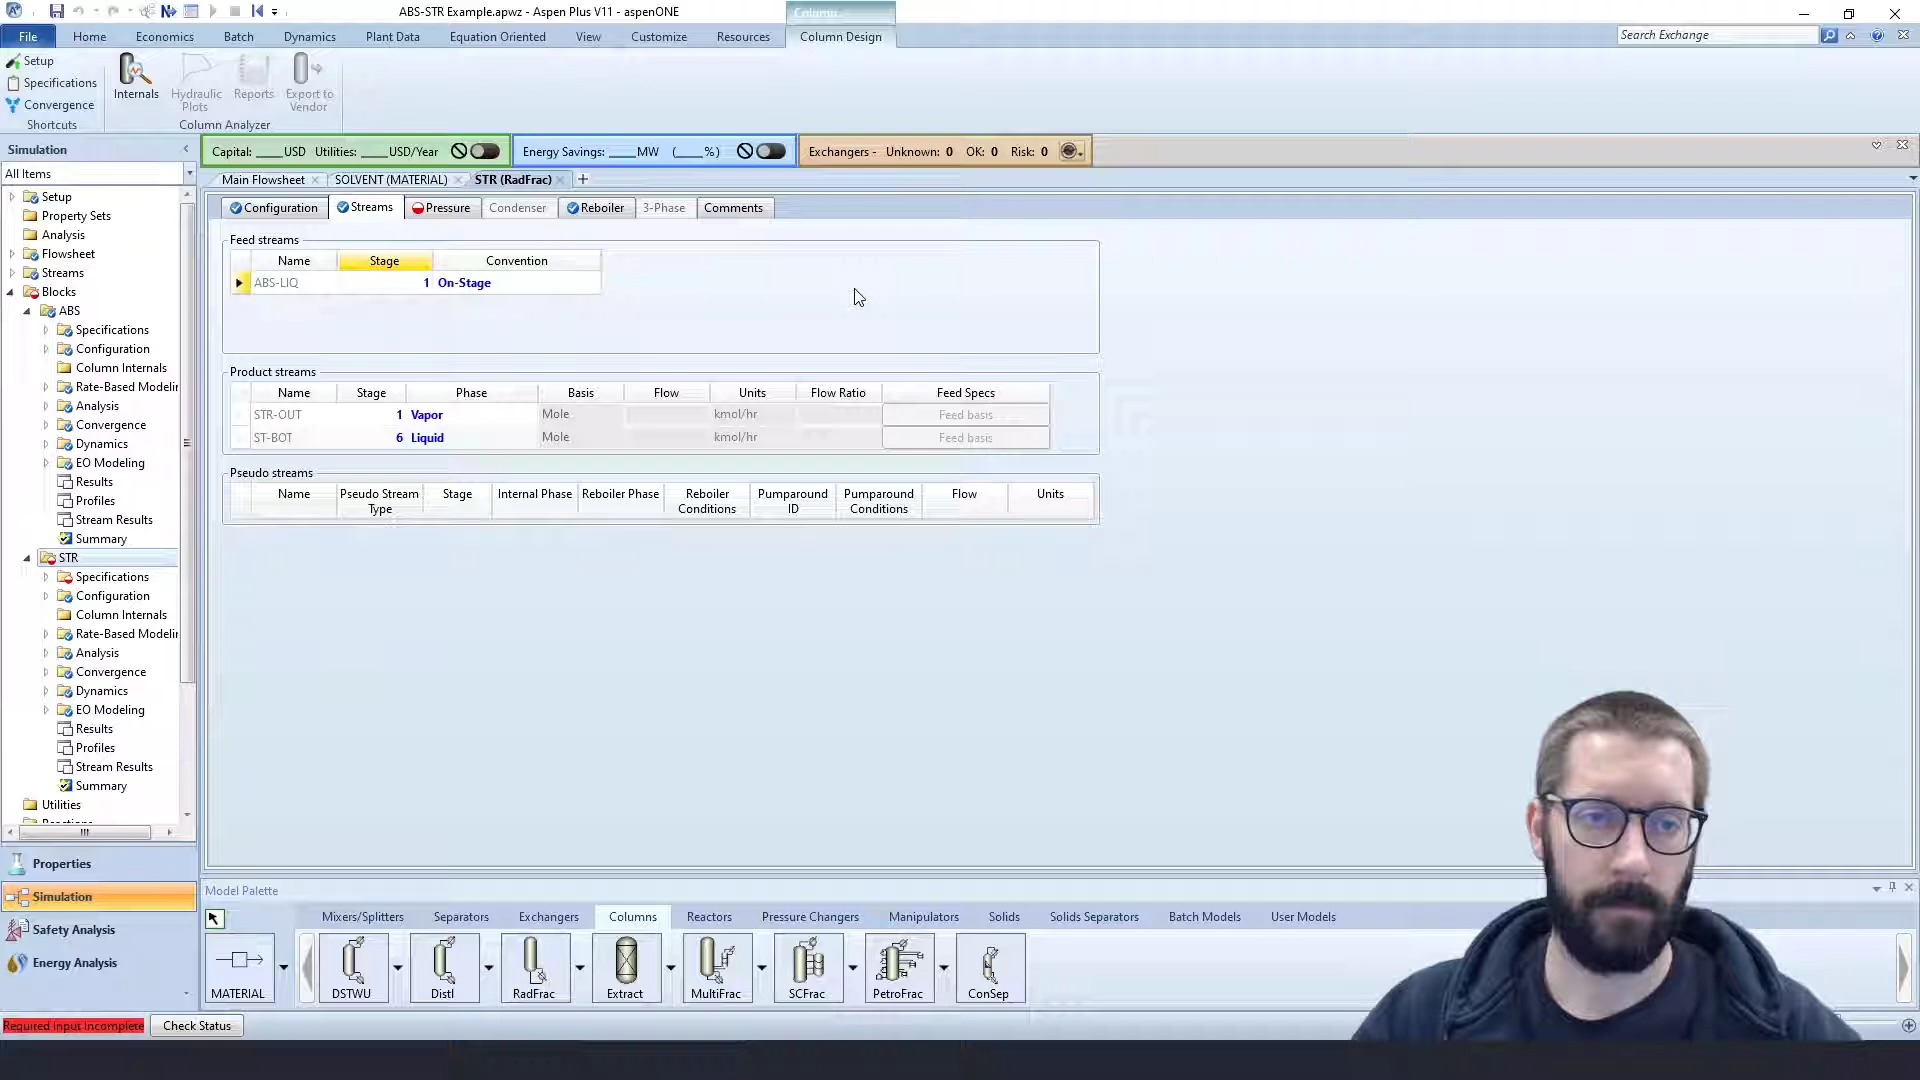 ABS-STR Example.apwz - Aspen Plus V11 - aspenONE
Column
File
Home
Economics
Batch
Dynamics
Plant Data
Equation Oriented
View
Customize
Resources
Column Design
Search Exchange
Setup
Specifications
Convergence
Shortcuts
Internals
Hydraulic
Plots
Reports
Export to
Vendor
Column Analyzer
Simulation
Capital: ____USD Utilities: ____USD/Year
Energy Savings: ____MW (____%)
Exchangers - Unknown: 0 OK: 0 Risk: 0
All Items
Main Flowsheet
SOLVENT (MATERIAL)
STR (RadFrac)
+
Setup
Property Sets
Analysis
Flowsheet
Streams
Blocks
ABS
Specifications
Configuration
Column Internals
Rate-Based Modelin
Analysis
Convergence
Dynamics
EO Modeling
Results
Profiles
Stream Results
Summary
STR
Specifications
Configuration
Column Internals
Rate-Based Modelin
Analysis
Convergence
Dynamics
EO Modeling
Results
Profiles
Stream Results
Summary
Utilities
Configuration
Streams
Pressure
Condenser
Reboiler
3-Phase
Comments
Feed streams
Name Stage Convention
ABS-LIQ 1 On-Stage
Product streams
Name Stage Phase Basis Flow Units Flow Ratio Feed Specs
STR-OUT 1 Vapor Mole kmol/hr Feed basis
ST-BOT 6 Liquid Mole kmol/hr Feed basis
Pseudo streams
Name Pseudo Stream Type Stage Internal Phase Reboiler Phase Reboiler Conditions Pumparound ID Pumparound Conditions Flow Units
Properties
Simulation
Safety Analysis
Energy Analysis
Model Palette
Mixers/Splitters
Separators
Exchangers
Columns
Reactors
Pressure Changers
Manipulators
Solids
Solids Separators
Batch Models
User Models
MATERIAL
DSTWU
Distl
RadFrac
Extract
MultiFrac
SCFrac
PetroFrac
ConSep
Required Input Incomplete
Check Status